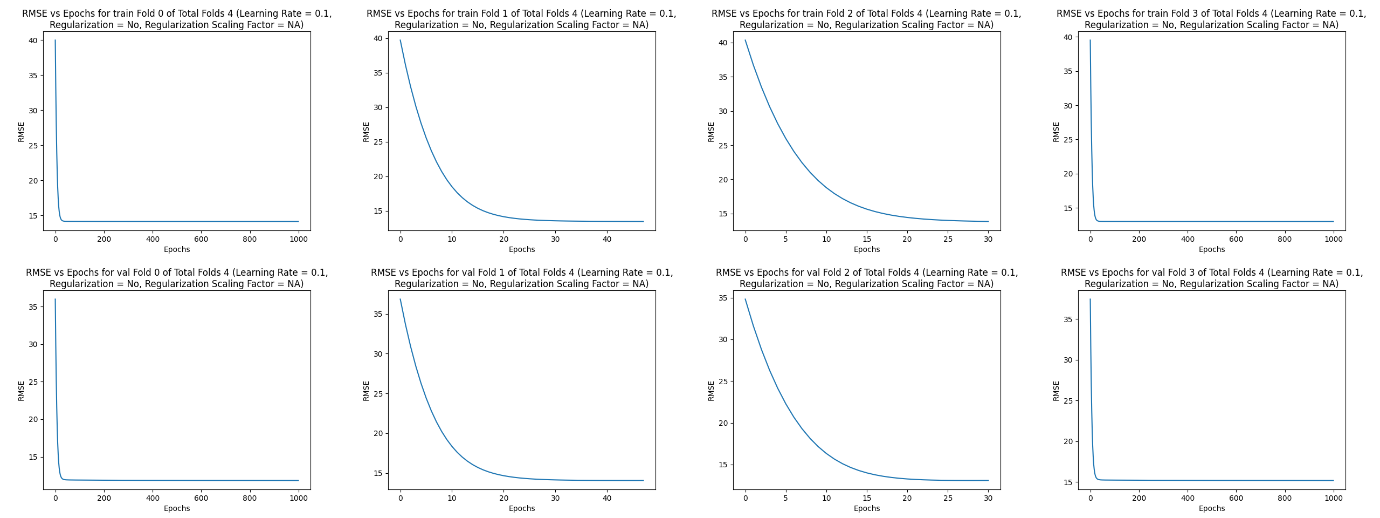 RMSE vs Epochs for train Fold 0 of Total Folds 4 (Learning Rate = 0.1,
Regularization = No, Regularization Scaling Factor = NA)
40
35
30
25
20
15
RMSE
0 200 400 600 800 1000
Epochs
RMSE vs Epochs for train Fold 1 of Total Folds 4 (Learning Rate = 0.1,
Regularization = No, Regularization Scaling Factor = NA)
40
35
30
25
20
15
RMSE
0 10 20 30 40
Epochs
RMSE vs Epochs for train Fold 2 of Total Folds 4 (Learning Rate = 0.1,
Regularization = No, Regularization Scaling Factor = NA)
40
35
30
25
20
15
RMSE
0 5 10 15 20 25 30
Epochs
RMSE vs Epochs for train Fold 3 of Total Folds 4 (Learning Rate = 0.1,
Regularization = No, Regularization Scaling Factor = NA)
40
35
30
25
20
15
RMSE
0 200 400 600 800 1000
Epochs
RMSE vs Epochs for val Fold 0 of Total Folds 4 (Learning Rate = 0.1,
Regularization = No, Regularization Scaling Factor = NA)
35
30
25
20
15
RMSE
0 200 400 600 800 1000
Epochs
RMSE vs Epochs for val Fold 1 of Total Folds 4 (Learning Rate = 0.1,
Regularization = No, Regularization Scaling Factor = NA)
35
30
25
20
15
RMSE
0 10 20 30 40
Epochs
RMSE vs Epochs for val Fold 2 of Total Folds 4 (Learning Rate = 0.1,
Regularization = No, Regularization Scaling Factor = NA)
35
30
25
20
15
RMSE
0 5 10 15 20 25 30
Epochs
RMSE vs Epochs for val Fold 3 of Total Folds 4 (Learning Rate = 0.1,
Regularization = No, Regularization Scaling Factor = NA)
35
30
25
20
15
RMSE
0 200 400 600 800 1000
Epochs